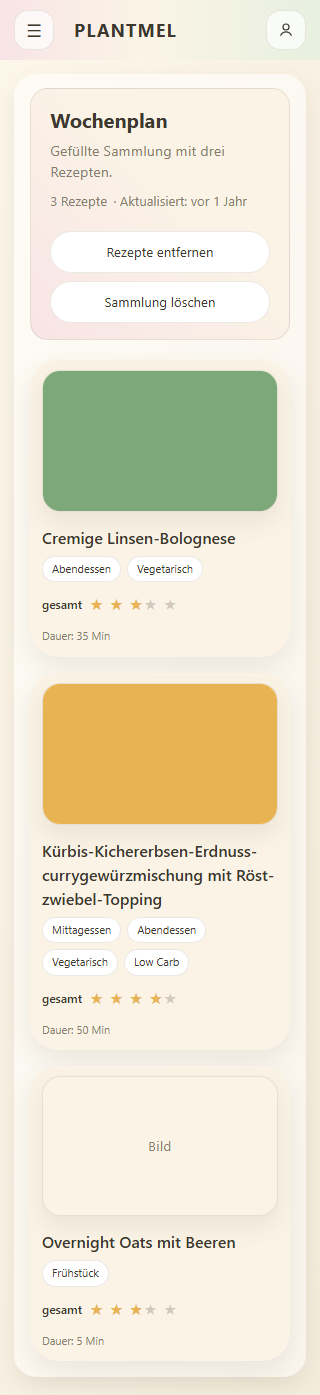 PLANTMEL
Wochenplan
Gefüllte Sammlung mit drei
Rezepten.
3 Rezepte · Aktualisiert: vor 1 Jahr
Rezepte entfernen
Sammlung löschen
Cremige Linsen-Bolognese
Abendessen Vegetarisch
gesamt ★ ★ ★ ★ ★
Dauer: 35 Min
Kürbis-Kichererbsen-Erdnuss-
currygewürzmischung mit Röst-
zwiebel-Topping
Mittagessen Abendessen
Vegetarisch Low Carb
gesamt ★ ★ ★ ★ ★
Dauer: 50 Min
Bild
Overnight Oats mit Beeren
Frühstück
gesamt ★ ★ ★ ★ ★
Dauer: 5 Min